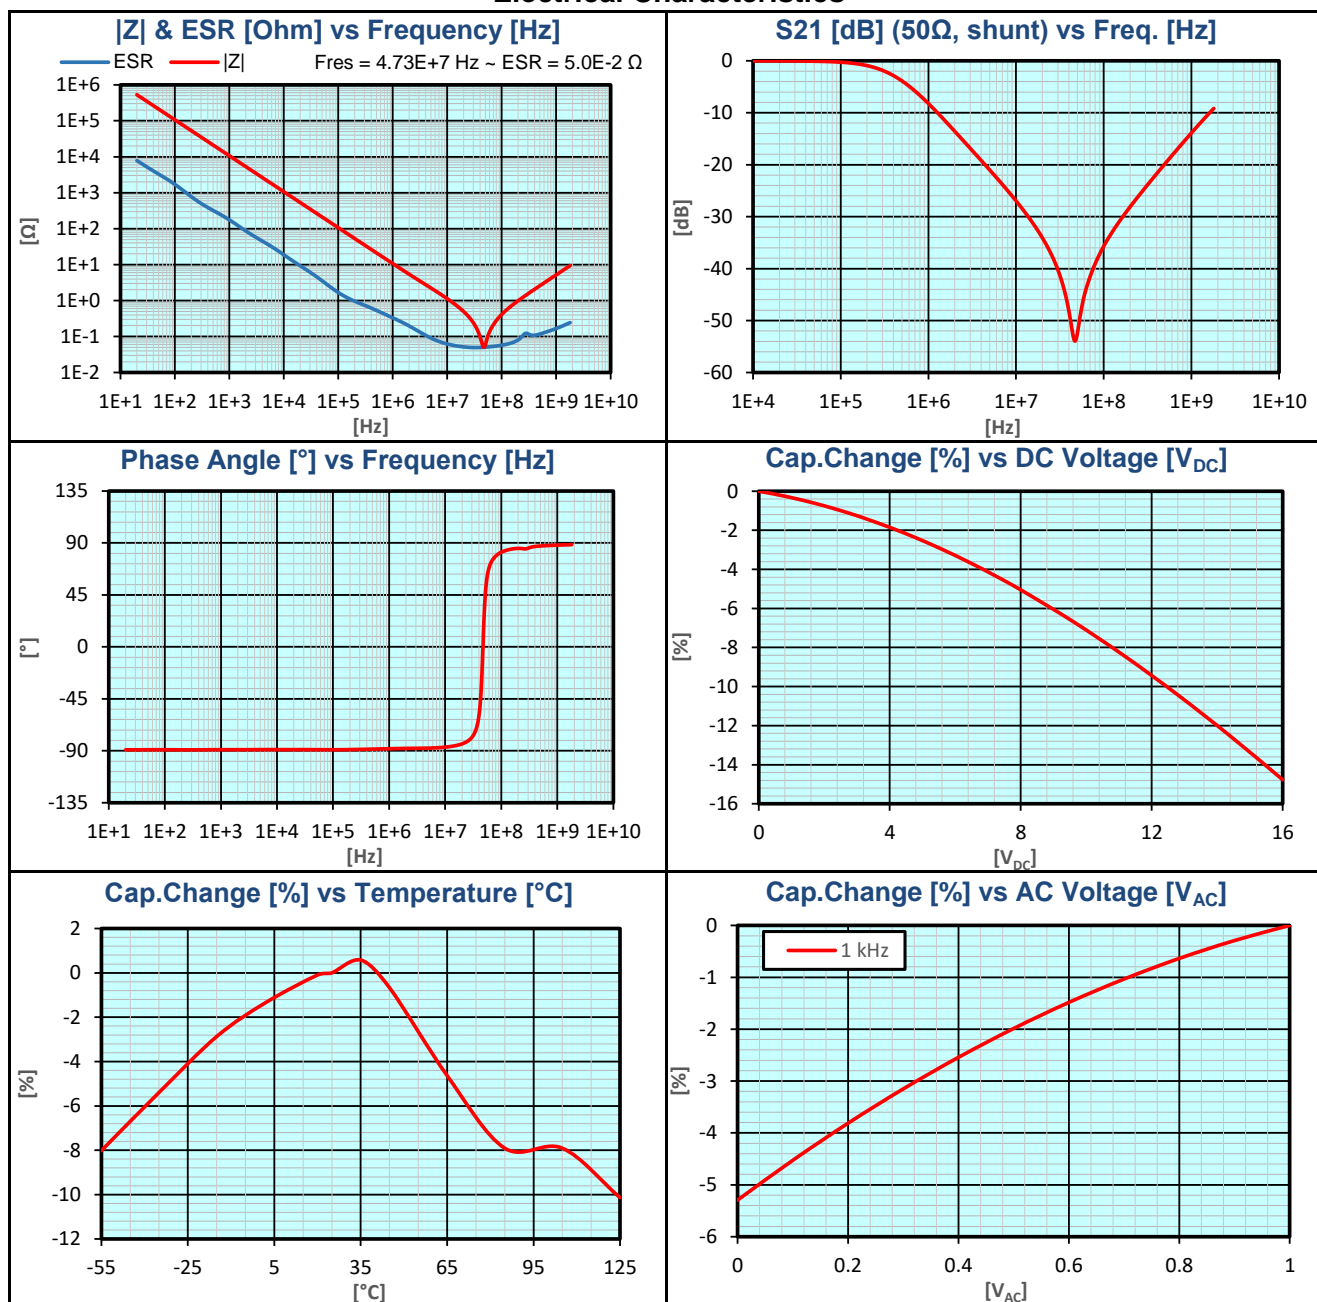 Electrical Characteristics
|Z| & ESR [Ohm] vs Frequency [Hz]
ESR
|Z|
Fres = 4.73E+7 Hz ~ ESR = 5.0E-2 Ω
1E+6
1E+5
1E+4
1E+3
1E+2
1E+1
1E+0
1E-1
1E-2
[Ω]
1E+1 1E+2 1E+3 1E+4 1E+5 1E+6 1E+7 1E+8 1E+9 1E+10
[Hz]
S21 [dB] (50Ω, shunt) vs Freq. [Hz]
0
-10
-20
-30
-40
-50
-60
[dB]
1E+4 1E+5 1E+6 1E+7 1E+8 1E+9 1E+10
[Hz]
Phase Angle [°] vs Frequency [Hz]
135
90
45
0
-45
-90
-135
[°]
1E+1 1E+2 1E+3 1E+4 1E+5 1E+6 1E+7 1E+8 1E+9 1E+10
[Hz]
Cap.Change [%] vs DC Voltage [VDC]
0
-2
-4
-6
-8
-10
-12
-14
-16
[%]
0 4 8 12 16
[VDC]
Cap.Change [%] vs Temperature [°C]
2
0
-2
-4
-6
-8
-10
-12
[%]
-55 -25 5 35 65 95 125
[°C]
Cap.Change [%] vs AC Voltage [VAC]
1 kHz
0
-1
-2
-3
-4
-5
-6
[%]
0 0.2 0.4 0.6 0.8 1
[VAC]